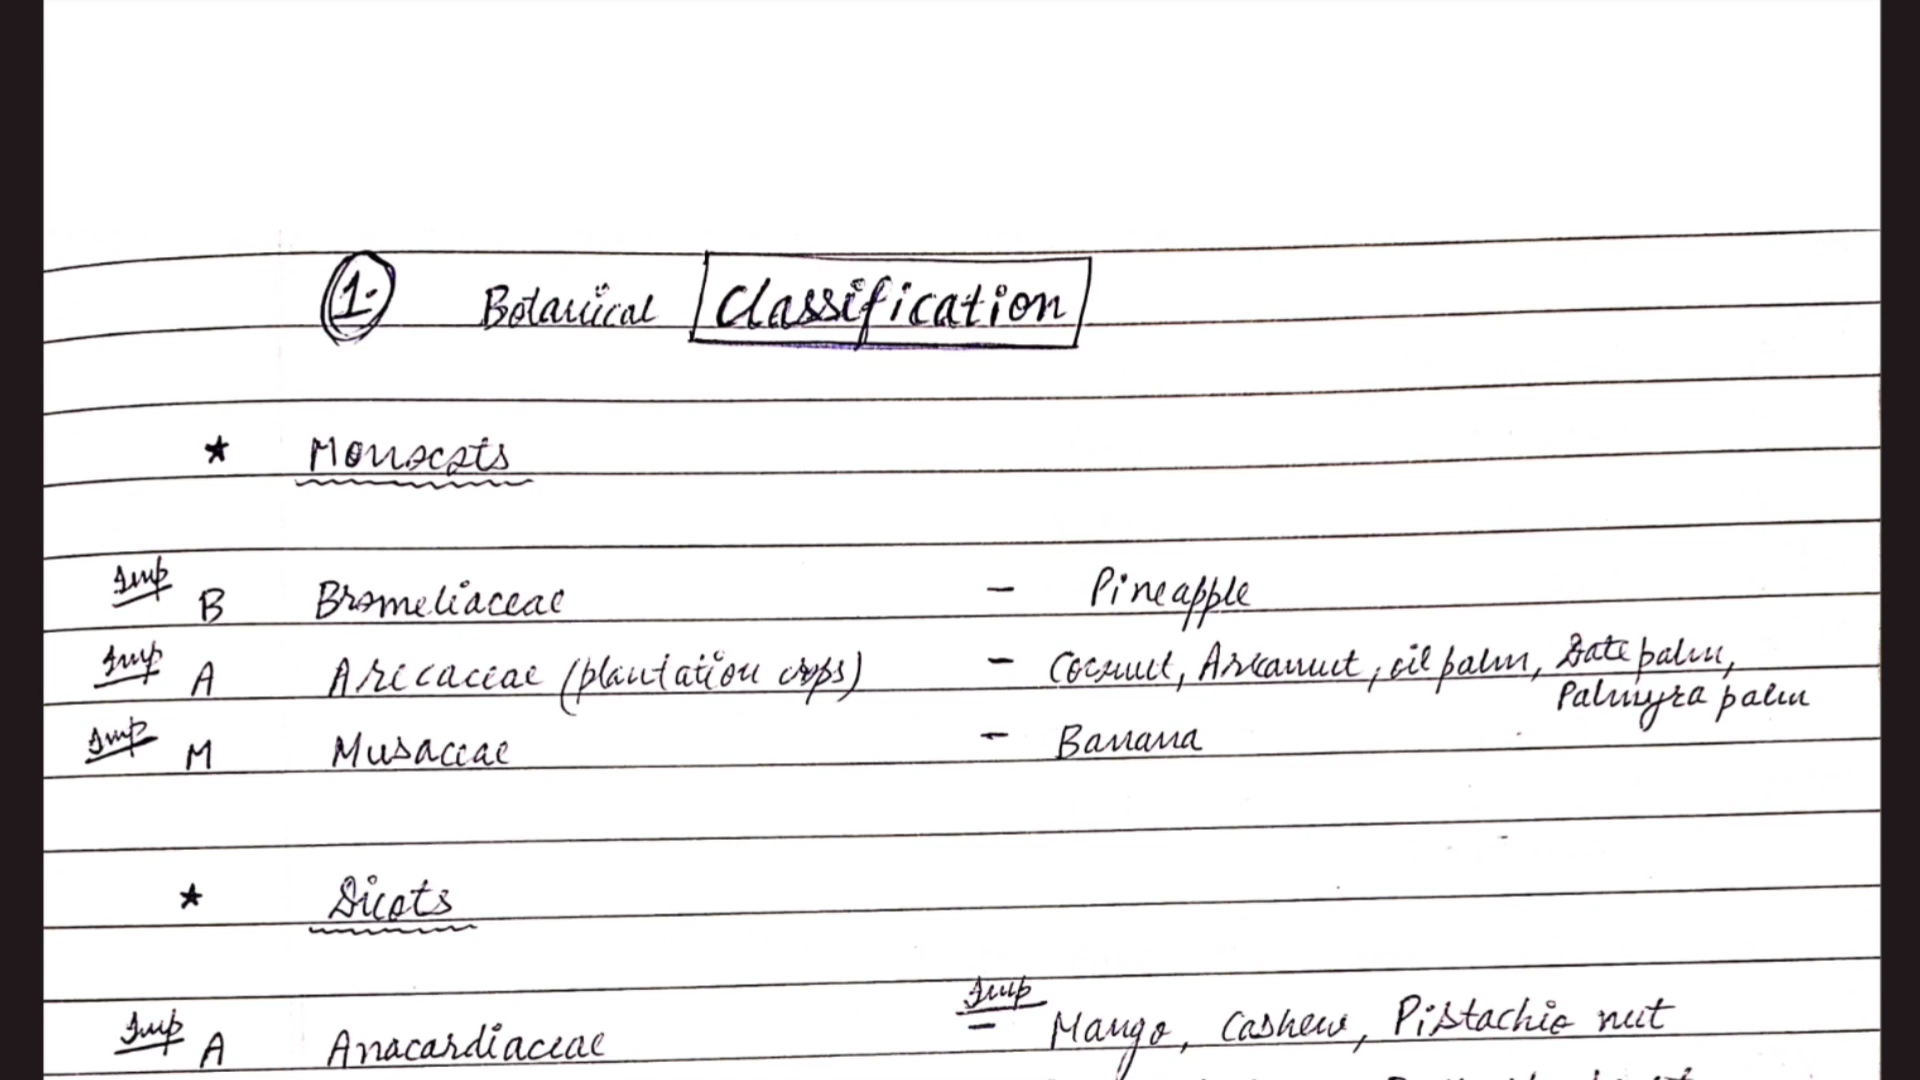 1. Botanical Classification
★ Monocots
Imp B Bromeliaceae - Pineapple
Imp A Aricaceae (plantation crops) - Coconut, Arecanut, oil palm, Date palm,
Palmyra palm
Imp M Musaceae - Banana
★ Dicots
Imp
Imp A Anacardiaceae - Mango, Cashew, Pistachio nut